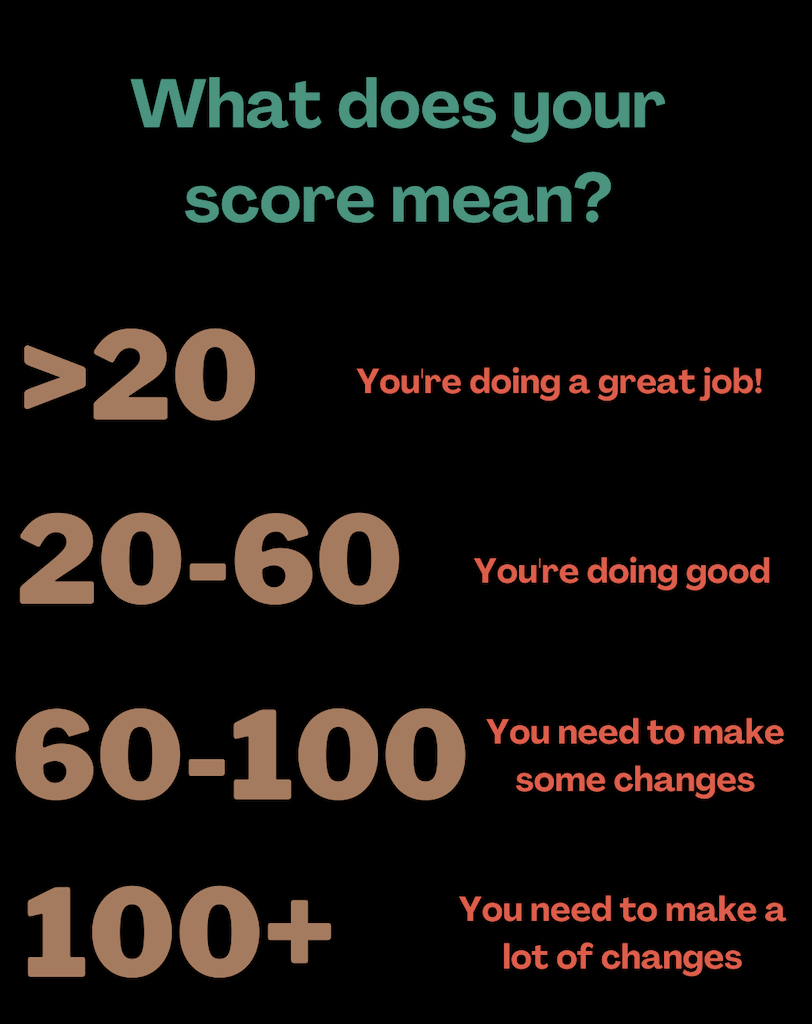 What does your
score mean?
>20
You're doing a great job!
20-60
You're doing good
60-100
You need to make
some changes
100+
You need to make a
lot of changes